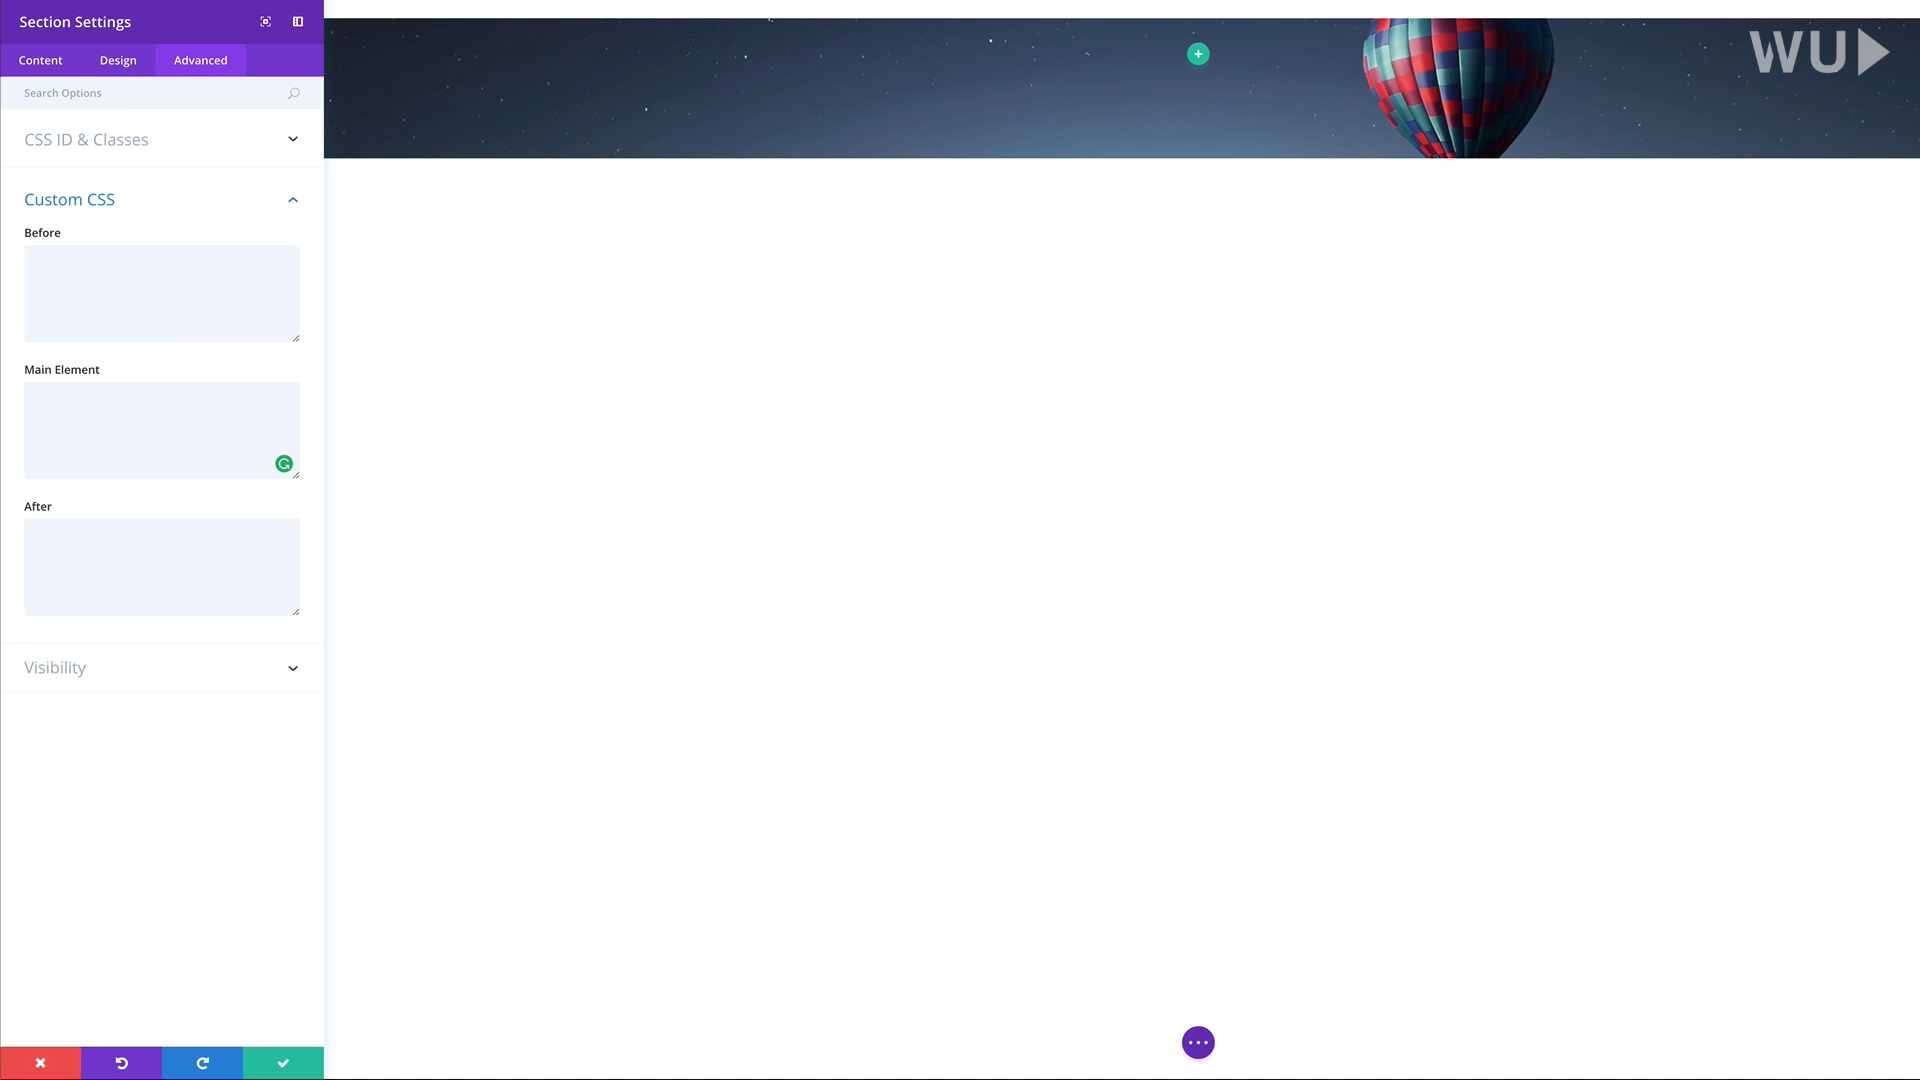 Section Settings
Content Design Advanced
Search Options
CSS ID & Classes
Custom CSS
Before
Main Element
After
Visibility
WU